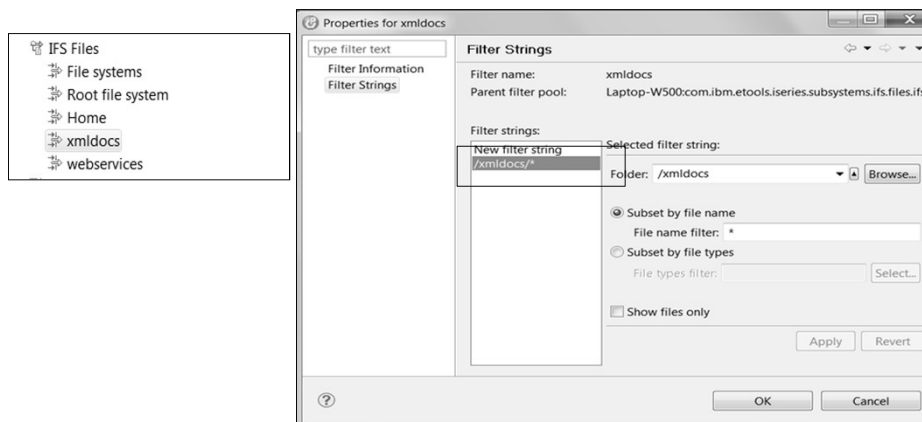 IFS Files
File systems
Root file system
Home
xmldocs
webservices
Properties for xmldocs
type filter text
Filter Information
Filter Strings
Filter Strings
Filter name: xmldocs
Parent filter pool: Laptop-W500:com.ibm.etools.iseries.subsystems.ifs.files.ifs
Filter strings:
New filter string
/xmldocs/*
Selected filter string:
Folder: /xmldocs Browse...
Subset by file name
File name filter: *
Subset by file types
File types filter: Select...
Show files only
Apply Revert
? OK Cancel